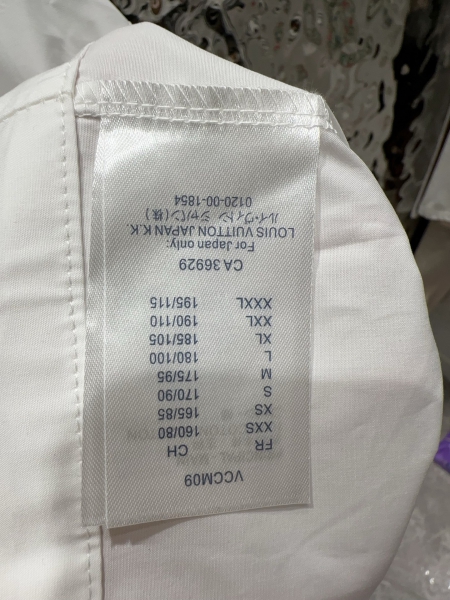 VCCM09
FR CH
XXS 160/80
XS 165/85
S 170/90
M 175/95
L 180/100
XL 185/105
XXL 190/110
XXXL 195/115
CA 36929
For Japan only:
LOUIS VUITTON JAPAN K.K.
ルイ・ヴィトン ジャパン(株)
0120-00-1854